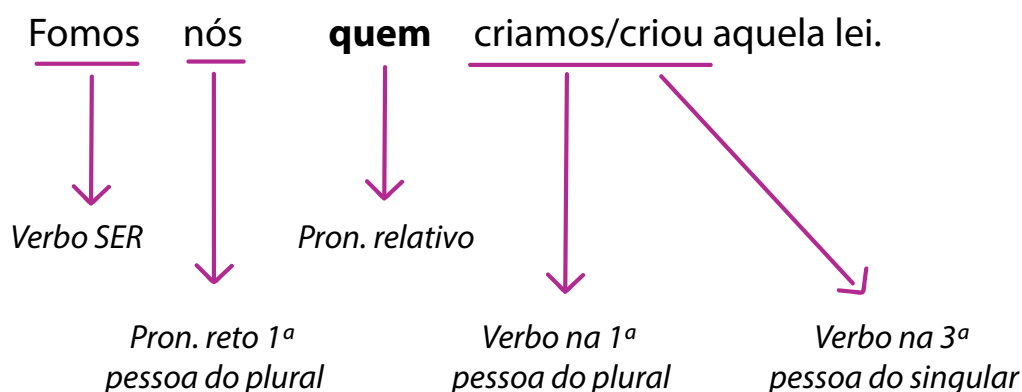 Fomos nós quem criamos/criou aquela lei.
Verbo SER
Pron. relativo
Pron. reto 1ª
pessoa do plural
Verbo na 1ª
pessoa do plural
Verbo na 3ª
pessoa do singular